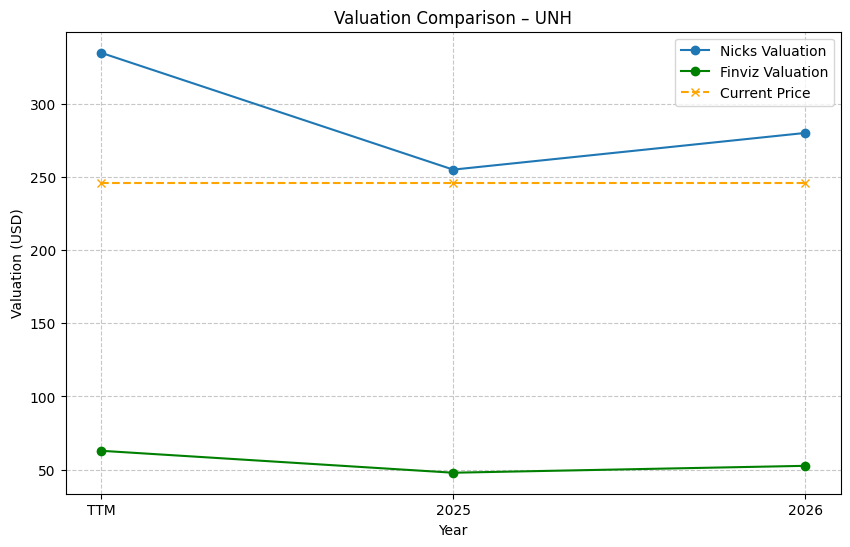 Valuation Comparison – UNH
Nicks Valuation
Finviz Valuation
Current Price
Valuation (USD)
300
250
200
150
100
50
TTM
2025
2026
Year